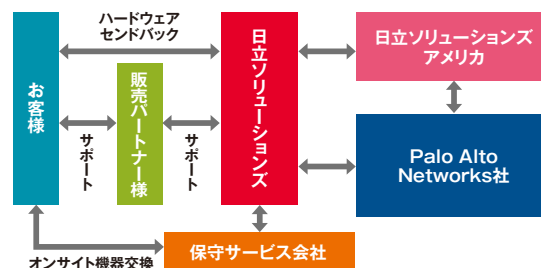 ハードウェア
センドバック
お客様
サポート
販売パートナー様
サポート
日立ソリューションズ
日立ソリューションズ
アメリカ
Palo Alto
Networks社
保守サービス会社
オンサイト機器交換